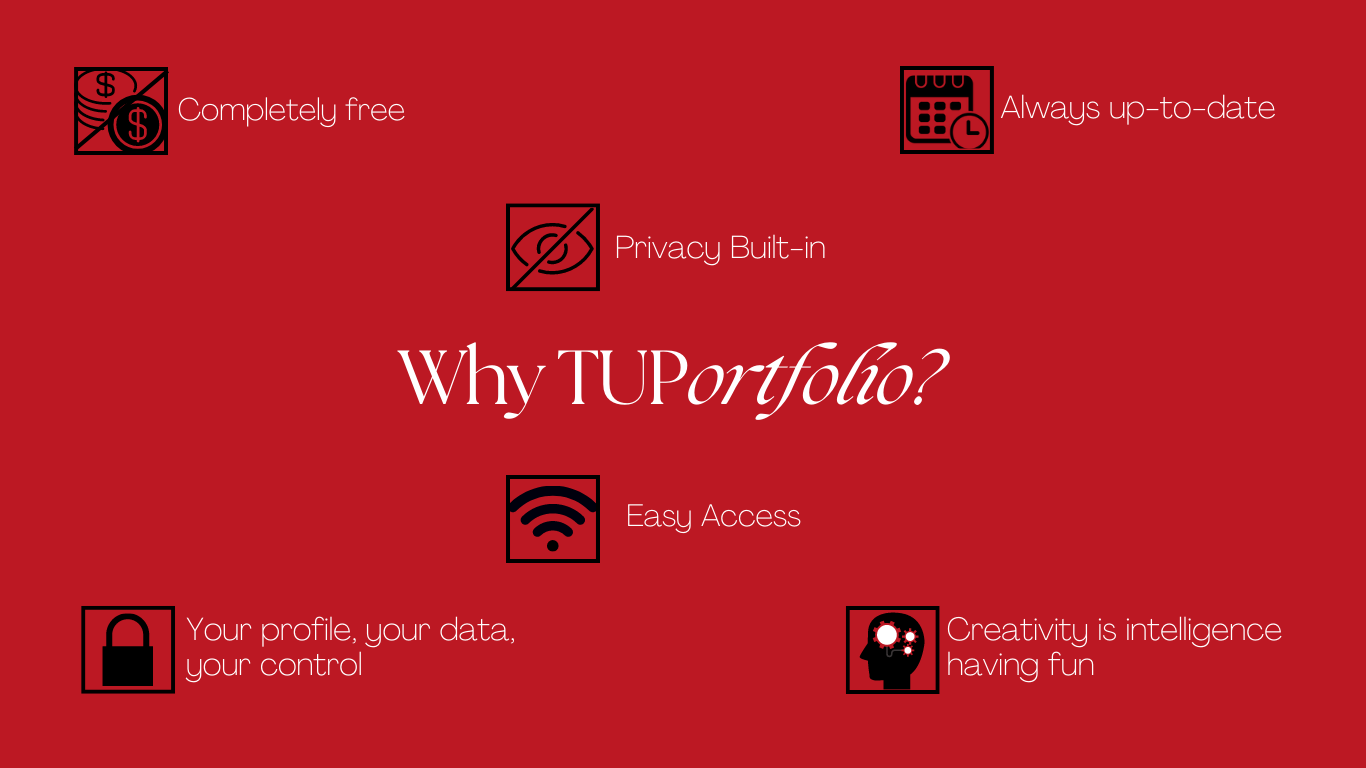 Completely free
Always up-to-date
Privacy Built-in
Why TUPortfolio?
Easy Access
Your profile, your data,
your control
Creativity is intelligence
having fun